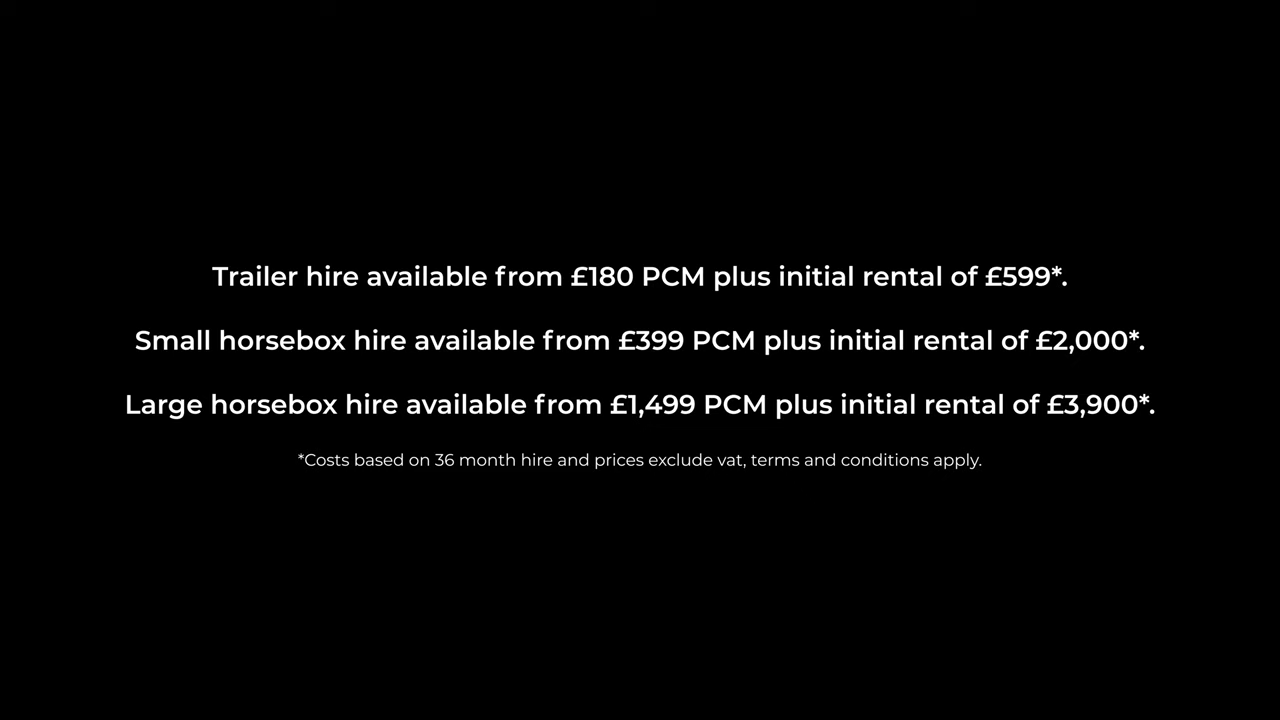 Trailer hire available from £180 PCM plus initial rental of £599*.
Small horsebox hire available from £399 PCM plus initial rental of £2,000*.
Large horsebox hire available from £1,499 PCM plus initial rental of £3,900*.
*Costs based on 36 month hire and prices exclude vat, terms and conditions apply.